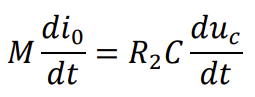 M di₀/dt = R₂C du_c/dt